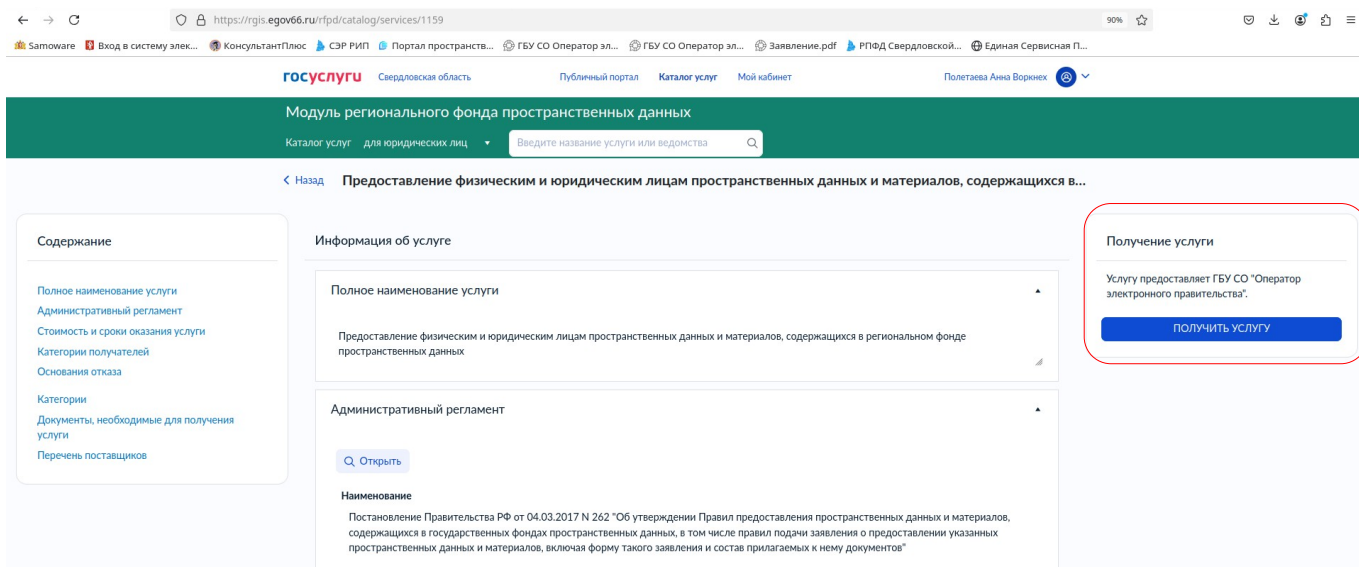 https://rgis.egov66.ru/rfpd/catalog/services/1159
90%
Samoware
Вход в систему элек...
КонсультантПлюс
СЭР РИП
Портал пространств...
ГБУ СО Оператор эл...
ГБУ СО Оператор эл...
Заявление.pdf
РПФД Свердловской...
Единая Сервисная П...
госуслуги
Свердловская область
Публичный портал
Каталог услуг
Мой кабинет
Полетаева Анна Воркнех
Модуль регионального фонда пространственных данных
Каталог услуг для юридических лиц
Введите название услуги или ведомства
Назад
Предоставление физическим и юридическим лицам пространственных данных и материалов, содержащихся в...
Содержание
Полное наименование услуги
Административный регламент
Стоимость и сроки оказания услуги
Категории получателей
Основания отказа
Категории
Документы, необходимые для получения
услуги
Перечень поставщиков
Информация об услуге
Полное наименование услуги
Предоставление физическим и юридическим лицам пространственных данных и материалов, содержащихся в региональном фонде
пространственных данных
Административный регламент
Открыть
Наименование
Постановление Правительства РФ от 04.03.2017 N 262 "Об утверждении Правил предоставления пространственных данных и материалов,
содержащихся в государственных фондах пространственных данных, в том числе правил подачи заявления о предоставлении указанных
пространственных данных и материалов, включая форму такого заявления и состав прилагаемых к нему документов"
Получение услуги
Услугу предоставляет ГБУ СО "Оператор
электронного правительства".
ПОЛУЧИТЬ УСЛУГУ